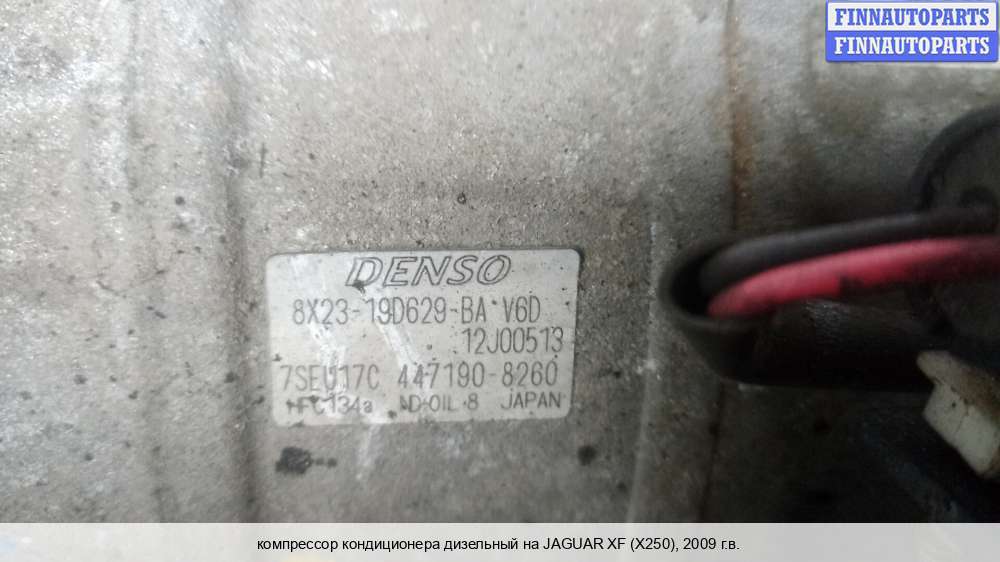 FINNAUTOPARTS
FINNAUTOPARTS
DENSO
8X23-19D629-BA V6D
12J00513
7SEU17C 447190-8260
HFC134a ND-OIL 8 JAPAN
компрессор кондиционера дизельный на JAGUAR XF (X250), 2009 г.в.